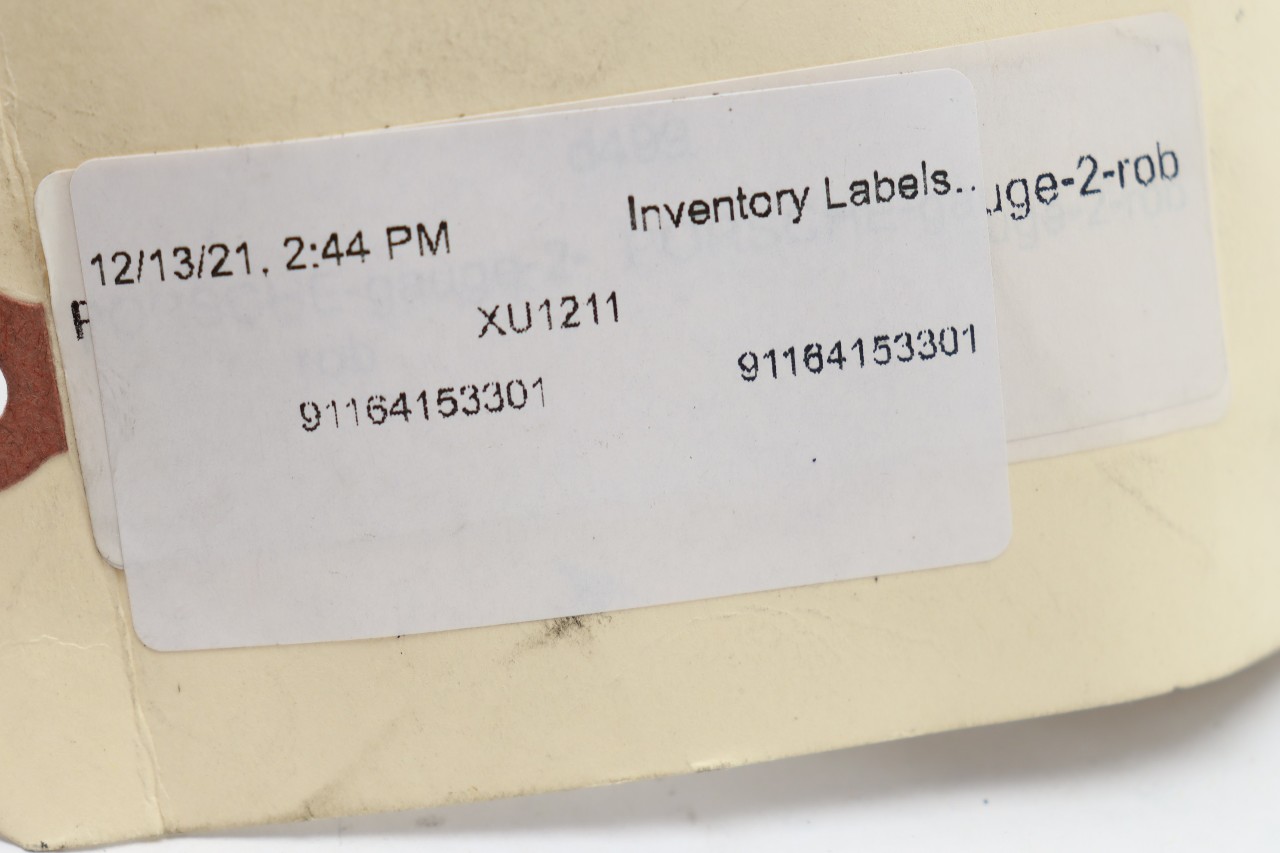 12/13/21, 2:44 PM
Inventory Labels..
XU1211
91164153301
91164153301
uge-2-rob